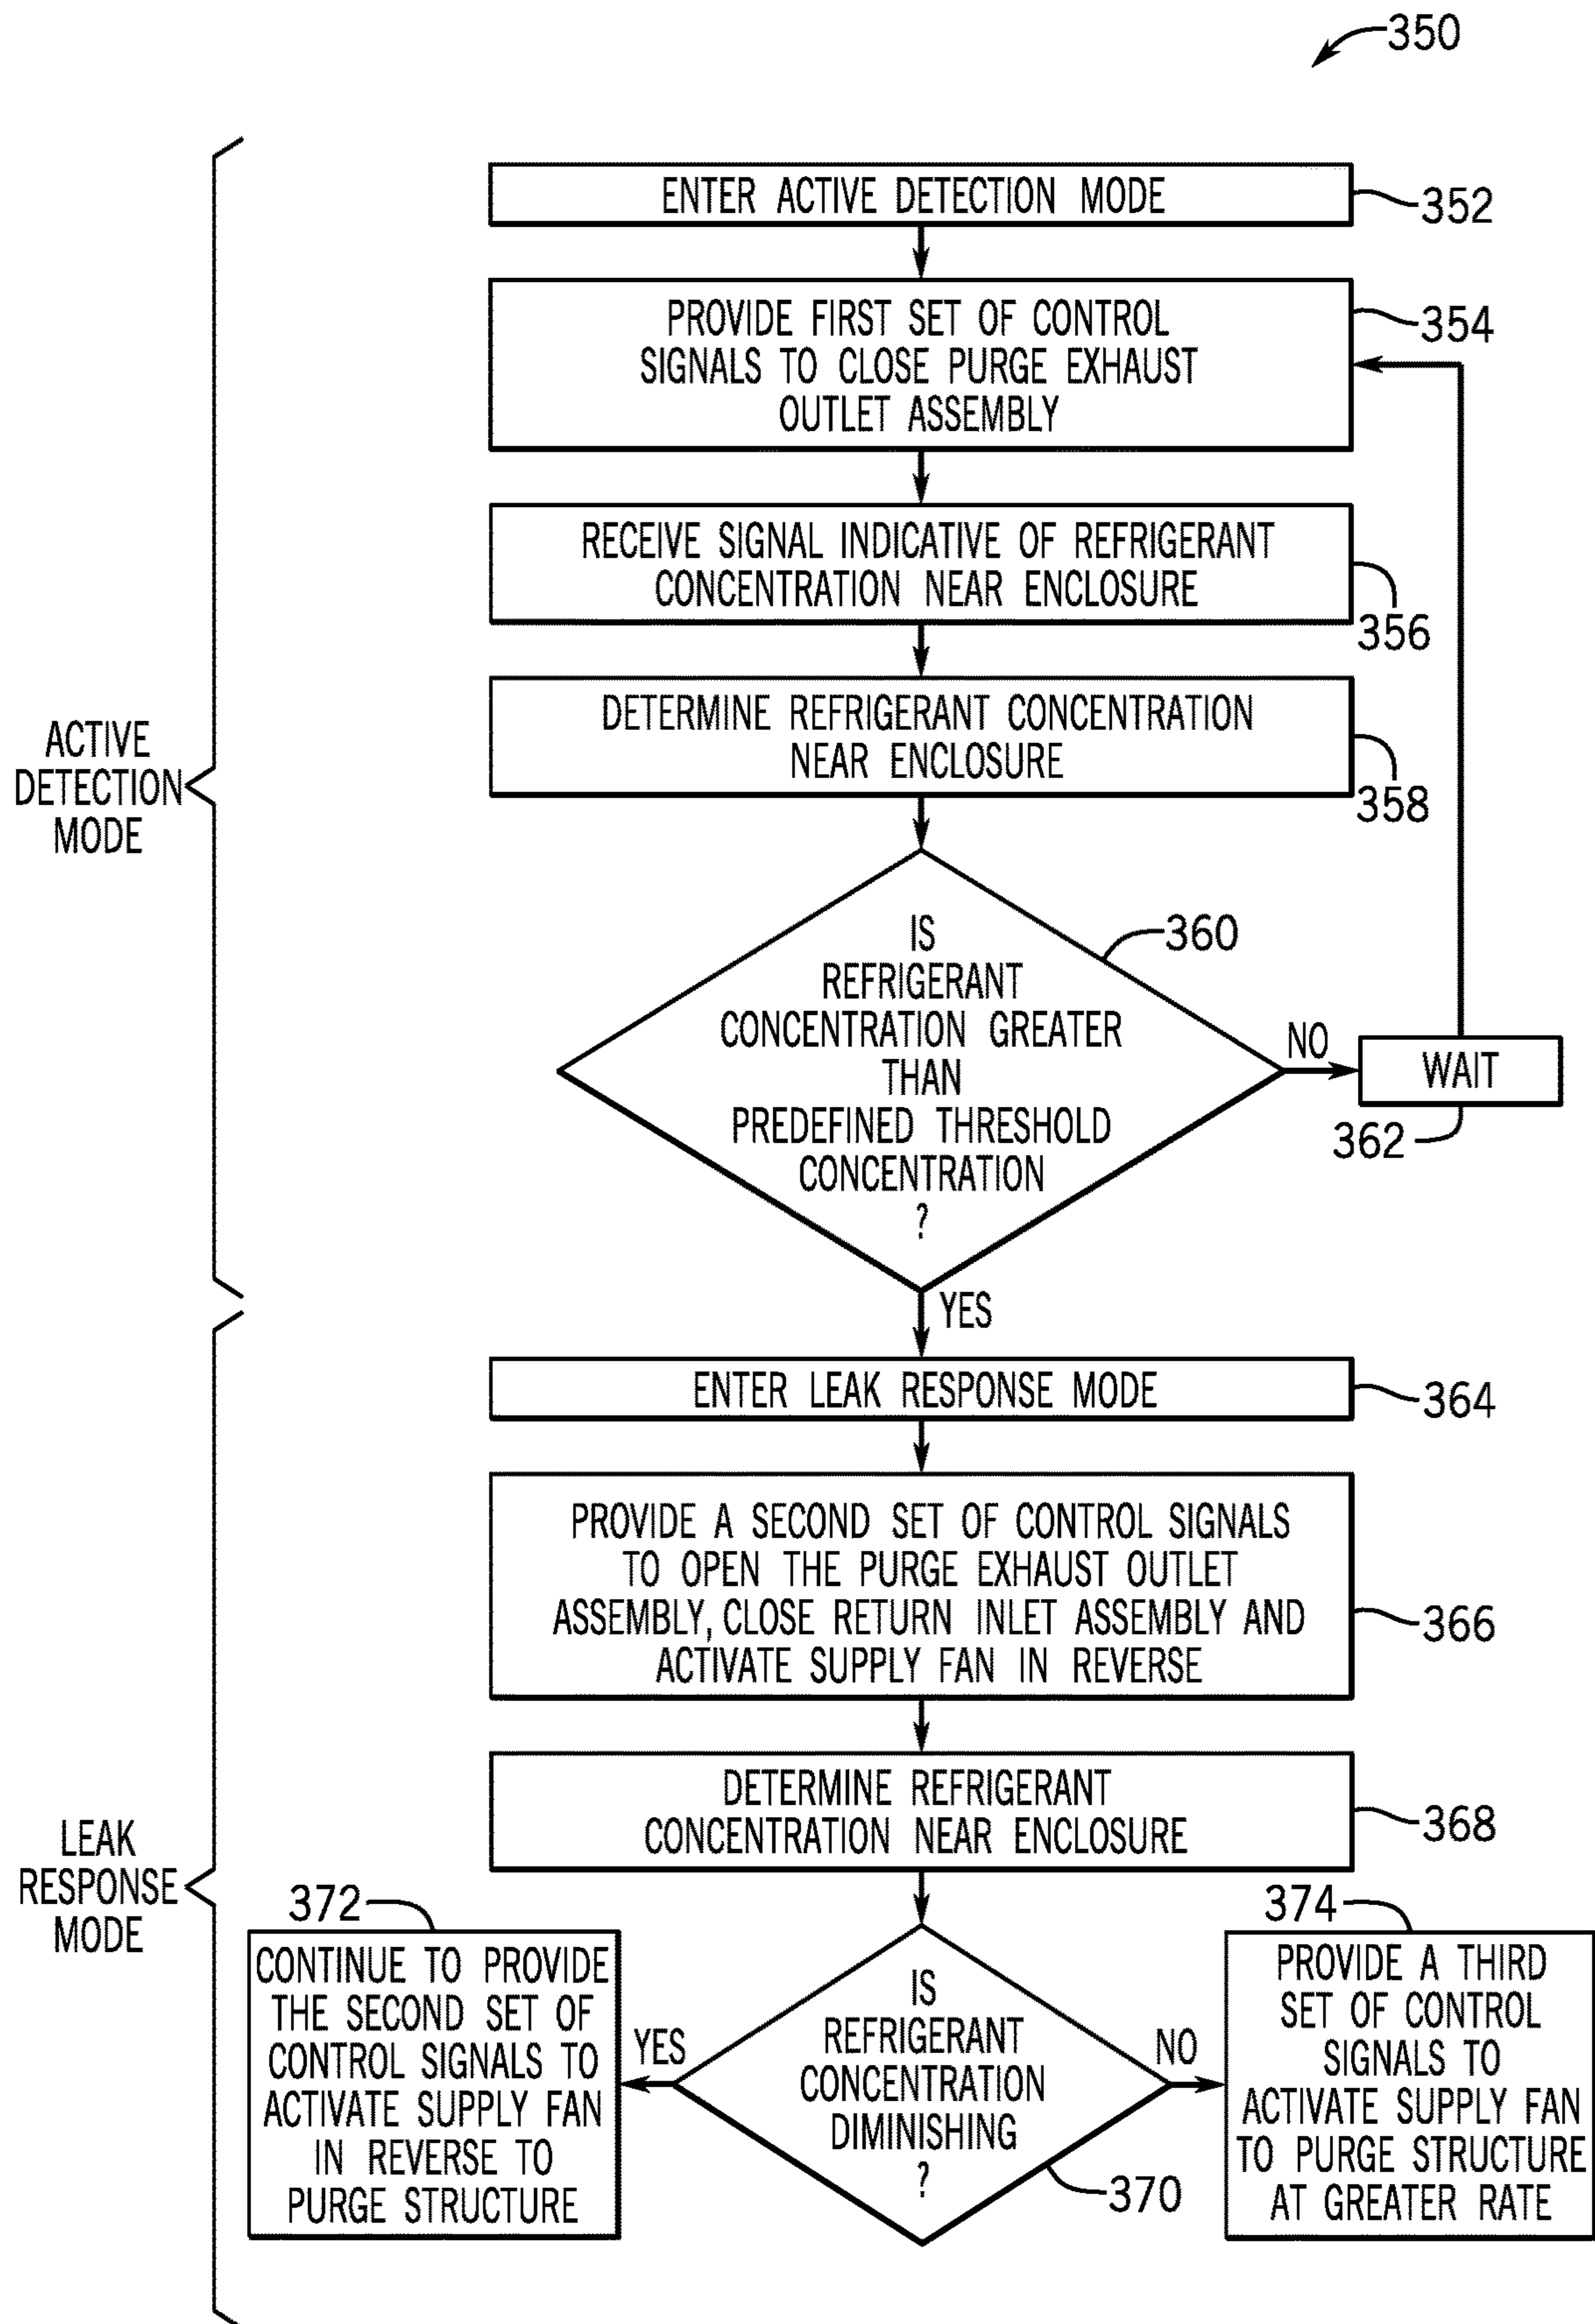 350
ENTER ACTIVE DETECTION MODE
352
PROVIDE FIRST SET OF CONTROL
SIGNALS TO CLOSE PURGE EXHAUST
OUTLET ASSEMBLY
354
RECEIVE SIGNAL INDICATIVE OF REFRIGERANT
CONCENTRATION NEAR ENCLOSURE
356
DETERMINE REFRIGERANT CONCENTRATION
NEAR ENCLOSURE
358
ACTIVE
DETECTION
MODE
IS
REFRIGERANT
CONCENTRATION GREATER
THAN
PREDEFINED THRESHOLD
CONCENTRATION
?
360
NO
WAIT
362
YES
ENTER LEAK RESPONSE MODE
364
PROVIDE A SECOND SET OF CONTROL SIGNALS
TO OPEN THE PURGE EXHAUST OUTLET
ASSEMBLY, CLOSE RETURN INLET ASSEMBLY AND
ACTIVATE SUPPLY FAN IN REVERSE
366
DETERMINE REFRIGERANT
CONCENTRATION NEAR ENCLOSURE
368
LEAK
RESPONSE
MODE
372
CONTINUE TO PROVIDE
THE SECOND SET OF
CONTROL SIGNALS TO
ACTIVATE SUPPLY FAN
IN REVERSE TO
PURGE STRUCTURE
YES
IS
REFRIGERANT
CONCENTRATION
DIMINISHING
?
370
NO
374
PROVIDE A THIRD
SET OF CONTROL
SIGNALS TO
ACTIVATE SUPPLY FAN
TO PURGE STRUCTURE
AT GREATER RATE